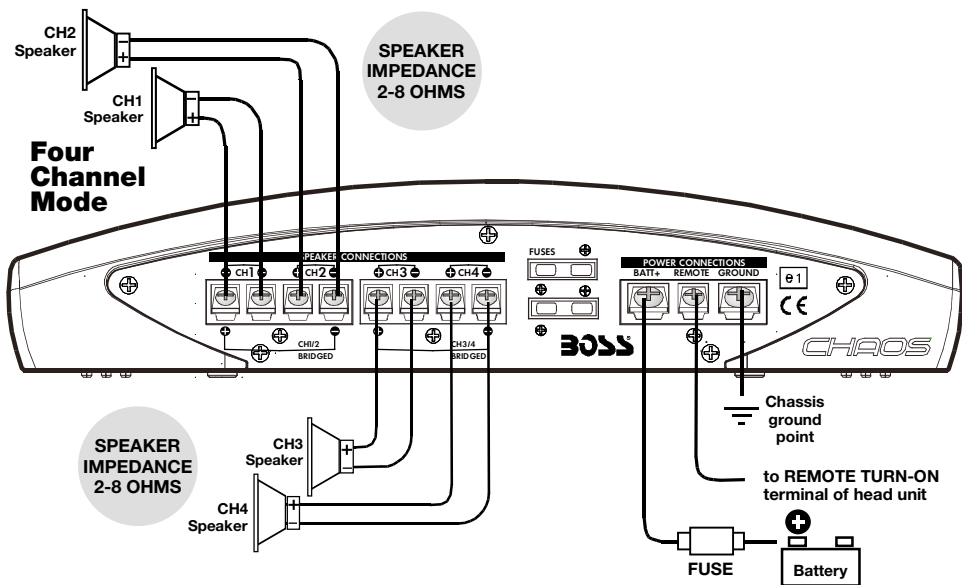 CH2
Speaker
SPEAKER
IMPEDANCE
2-8 OHMS
CH1
Speaker
Four
Channel
Mode
SPEAKER CONNECTIONS
CH1 CH2 CH3 CH4
FUSES
POWER CONNECTIONS
BATT+ REMOTE GROUND
e1
CE
CH1/2
BRIDGED
CH3/4
BRIDGED
BOSS
CHAOS
SPEAKER
IMPEDANCE
2-8 OHMS
CH3
Speaker
CH4
Speaker
Chassis
ground
point
to REMOTE TURN-ON
terminal of head unit
FUSE
Battery